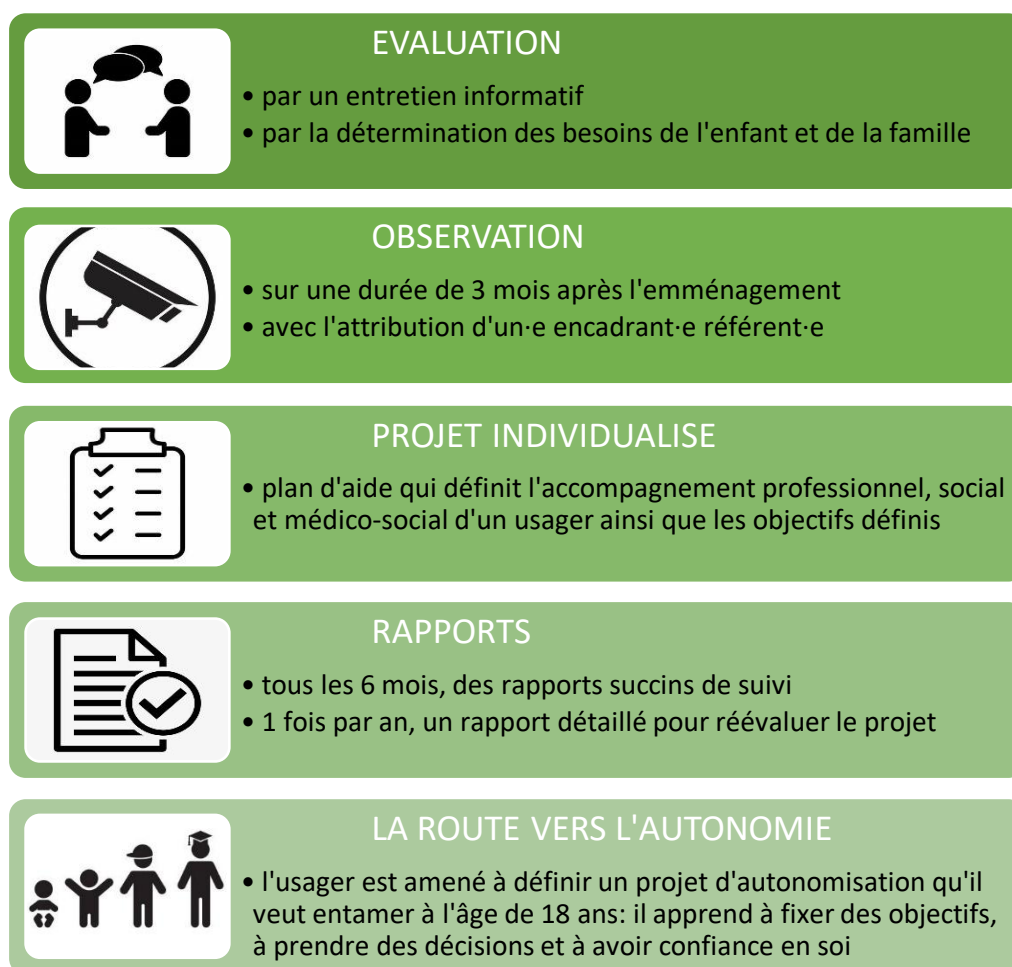 EVALUATION
• par un entretien informatif
• par la détermination des besoins de l'enfant et de la famille
OBSERVATION
• sur une durée de 3 mois après l'emménagement
• avec l'attribution d'un·e encadrant·e référent·e
PROJET INDIVIDUALISE
• plan d'aide qui définit l'accompagnement professionnel, social
et médico-social d'un usager ainsi que les objectifs définis
RAPPORTS
• tous les 6 mois, des rapports succins de suivi
• 1 fois par an, un rapport détaillé pour réévaluer le projet
LA ROUTE VERS L'AUTONOMIE
• l'usager est amené à définir un projet d'autonomisation qu'il
veut entamer à l'âge de 18 ans: il apprend à fixer des objectifs,
à prendre des décisions et à avoir confiance en soi